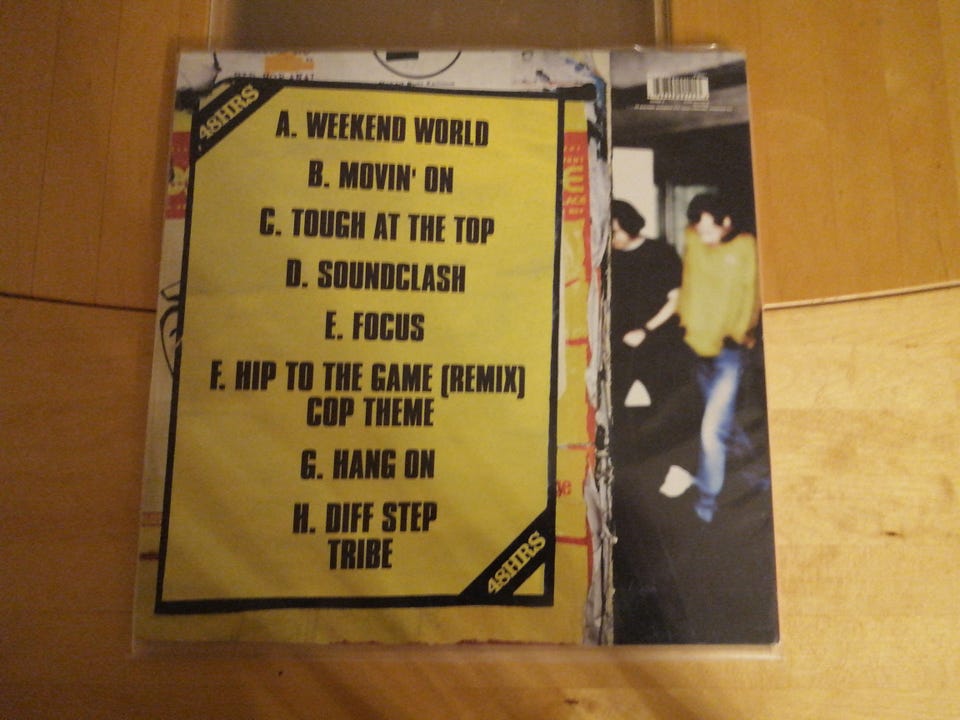 48HRS
A. WEEKEND WORLD
B. MOVIN' ON
C. TOUGH AT THE TOP
D. SOUNDCLASH
E. FOCUS
F. HIP TO THE GAME (REMIX)
COP THEME
G. HANG ON
H. DIFF STEP
TRIBE
48HRS